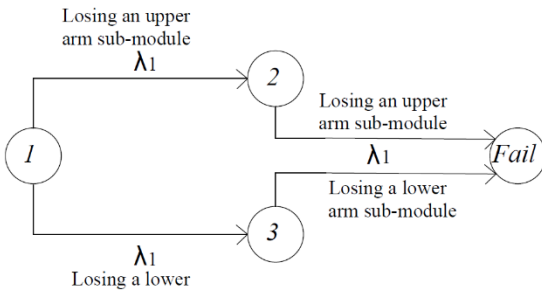 Losing an upper
arm sub-module
λ1
2
Losing an upper
arm sub-module
1
λ1
Fail
Losing a lower
arm sub-module
3
λ1
Losing a lower